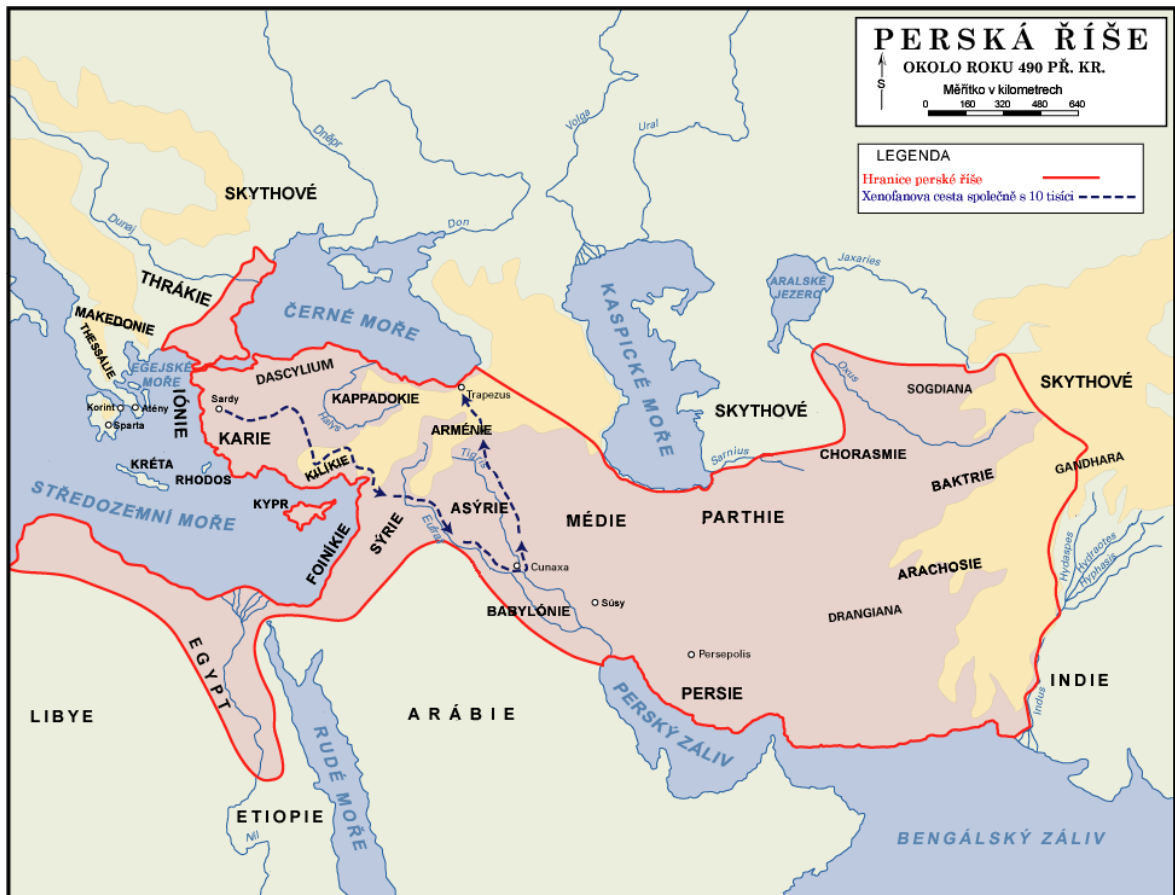 PERSKÁ ŘÍŠE
OKOLO ROKU 490 PŘ. KR.
S
Měřítko v kilometrech
0 160 320 480 640
LEGENDA
Hranice perské říše
Xenofanova cesta společně s 10 tisíci
Dněpr
Volga
Ural
SKYTHOVÉ
Dunaj
Don
Jaxaries
THRÁKIE
ČERNÉ MOŘE
KASPICKÉ MOŘE
ARALSKÉ
JEZERO
MAKEDONIE
THESSÁLIE
EGEJSKÉ
MOŘE
DASCYLIUM
Oxus
SOGDIANA
SKYTHOVÉ
Sardy
KAPPADOKIE
Halys
Trapezus
Korint
Atény
Sparta
IÓNIE
SKYTHOVÉ
KARIE
ARMÉNIE
Tigris
KILÍKIE
Sarnius
CHORASMIE
GANDHARA
KRÉTA
RHODOS
BAKTRIE
STŘEDOZEMNÍ MOŘE
KYPR
SÝRIE
ASÝRIE
Eufrat
MÉDIE
PARTHIE
FOINÍKIE
Cunaxa
ARACHOSIE
Hydaspes
Hydraotes
Hyphasis
BABYLÓNIE
Súsy
DRANGIANA
EGYPT
Persepolis
PERSIE
INDIE
Indus
LIBYE
ARÁBIE
PERSKÝ ZÁLIV
RUDÉ MOŘE
ETIOPIE
Nil
BENGÁLSKÝ ZÁLIV